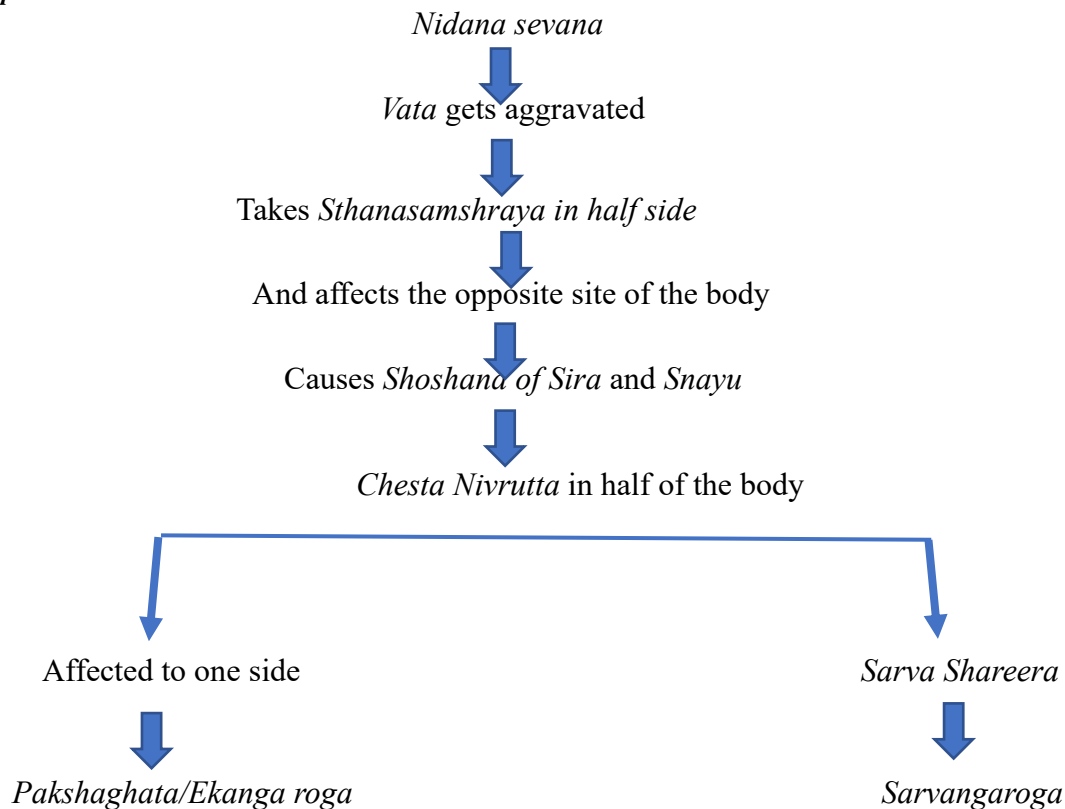 Nidana sevana
Vata gets aggravated
Takes Sthanasamshraya in half side
And affects the opposite site of the body
Causes Shoshana of Sira and Snayu
Chesta Nivrutta in half of the body
Affected to one side
Sarva Shareera
Pakshaghata/Ekanga roga
Sarvangaroga